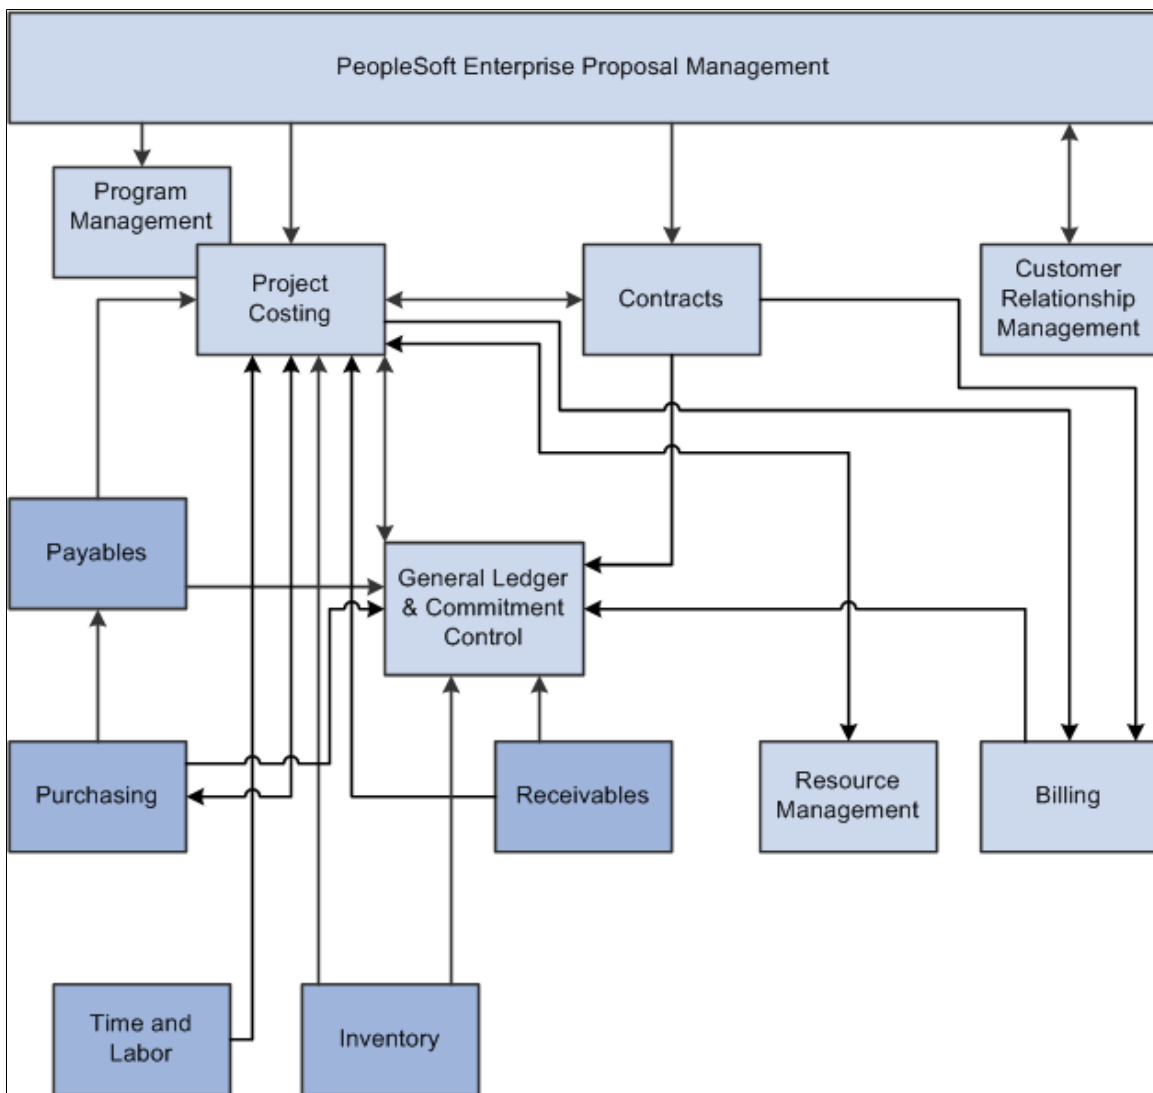 PeopleSoft Enterprise Proposal Management
Program
Management
Project
Costing
Contracts
Customer
Relationship
Management
Payables
General Ledger
& Commitment
Control
Purchasing
Receivables
Resource
Management
Billing
Time and
Labor
Inventory